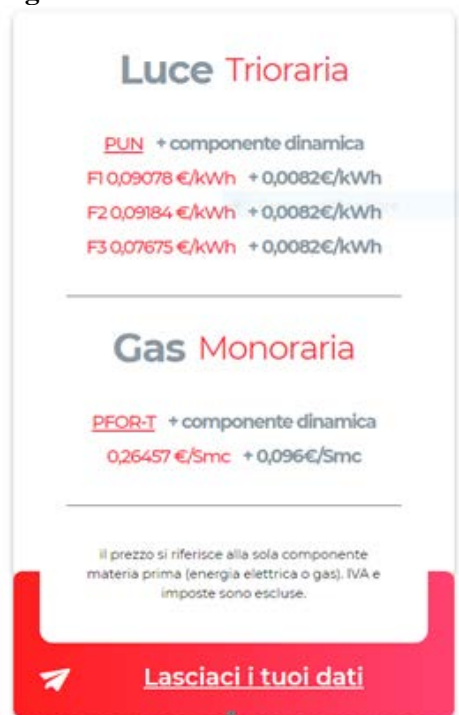 Luce Trioraria
PUN + componente dinamica
F1 0,09078 €/kWh + 0,0082€/kWh
F2 0,09184 €/kWh + 0,0082€/kWh
F3 0,07675 €/kWh + 0,0082€/kWh
Gas Monoraria
PFOR-T + componente dinamica
0,26457 €/Smc + 0,096€/Smc
Il prezzo si riferisce alla sola componente
materia prima (energia elettrica o gas). IVA e
imposte sono escluse.
Lasciaci i tuoi dati